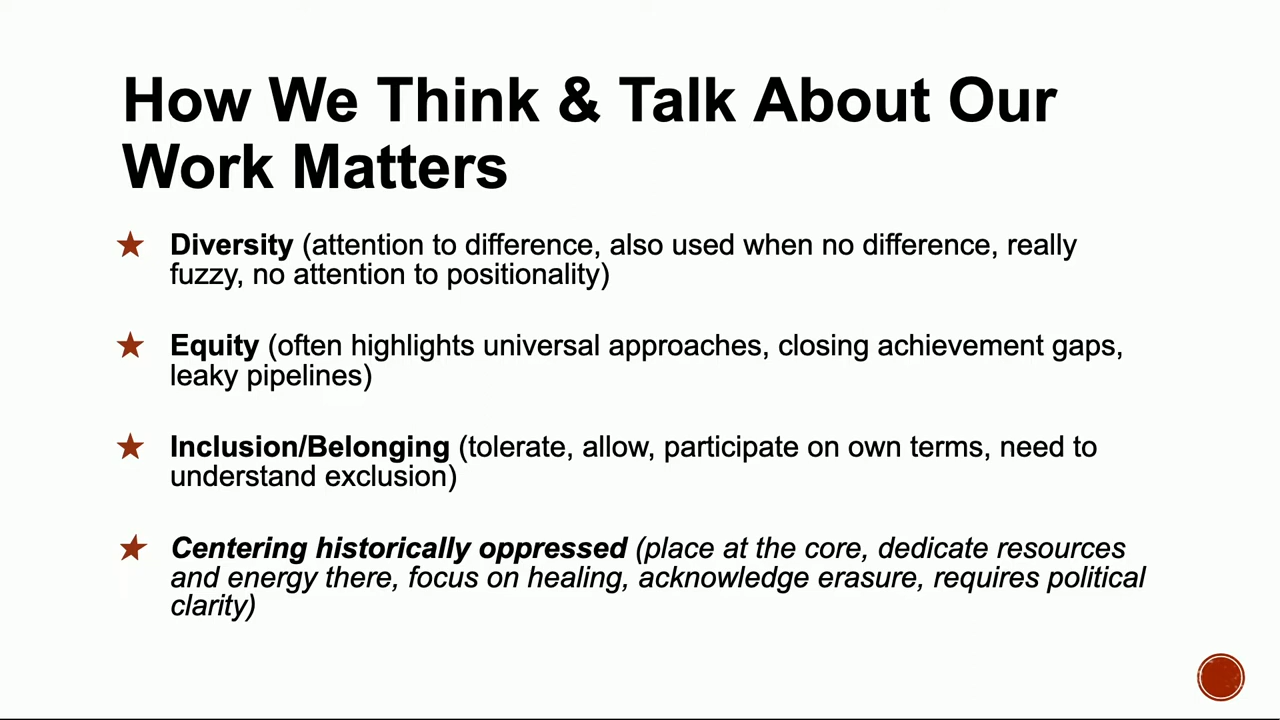 How We Think & Talk About Our
Work Matters
Diversity (attention to difference, also used when no difference, really
fuzzy, no attention to positionality)
Equity (often highlights universal approaches, closing achievement gaps,
leaky pipelines)
Inclusion/Belonging (tolerate, allow, participate on own terms, need to
understand exclusion)
Centering historically oppressed (place at the core, dedicate resources
and energy there, focus on healing, acknowledge erasure, requires political
clarity)